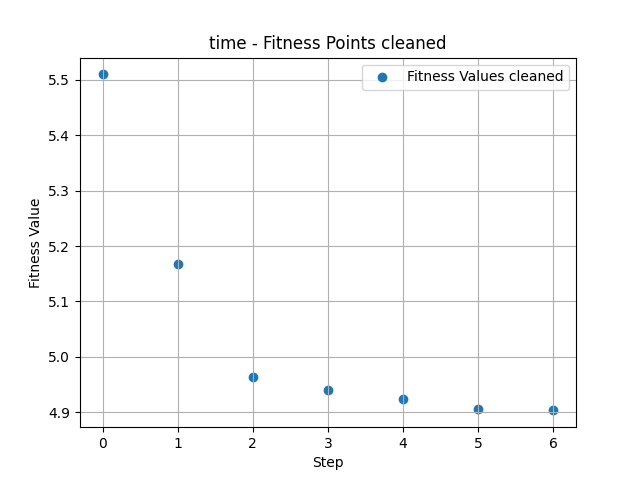 time - Fitness Points cleaned
Fitness Values cleaned
Fitness Value
5.5
5.4
5.3
5.2
5.1
5.0
4.9
0 1 2 3 4 5 6
Step